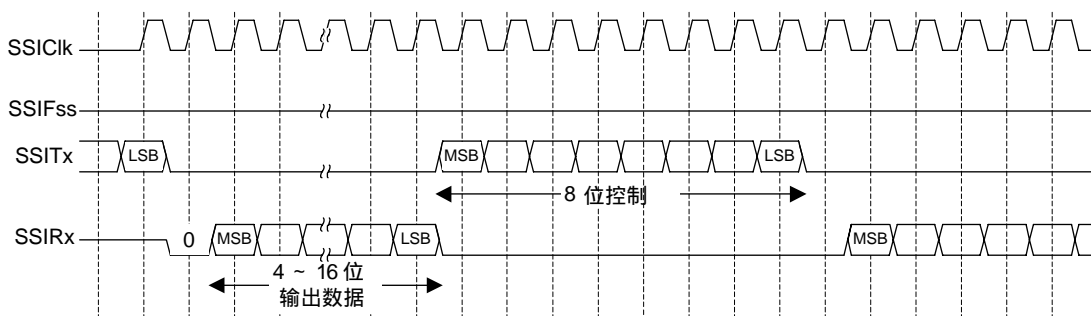 SSIClk
SSIFss
SSITx
LSB
MSB
LSB
8 位控制
SSIRx
0
MSB
LSB
MSB
4 ~ 16 位
输出数据